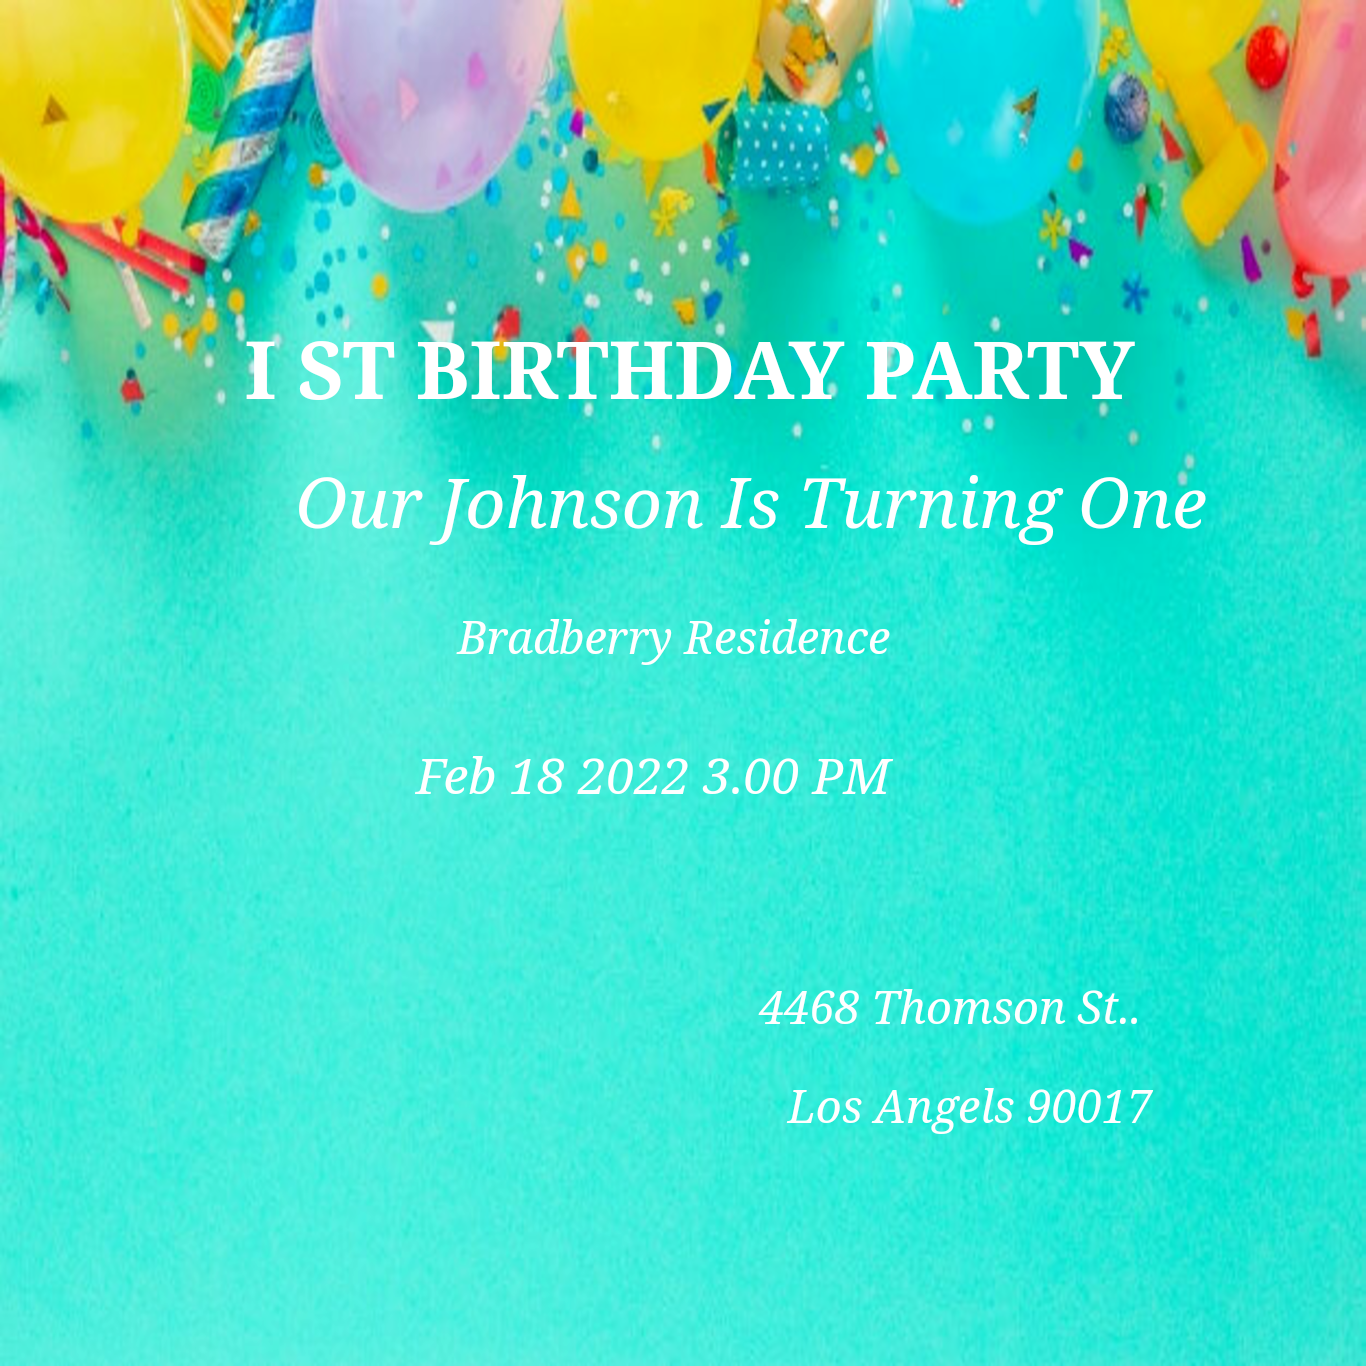 I ST BIRTHDAY PARTY
Our Johnson Is Turning One
Bradberry Residence
Feb 18 2022 3.00 PM
4468 Thomson St..
Los Angels 90017